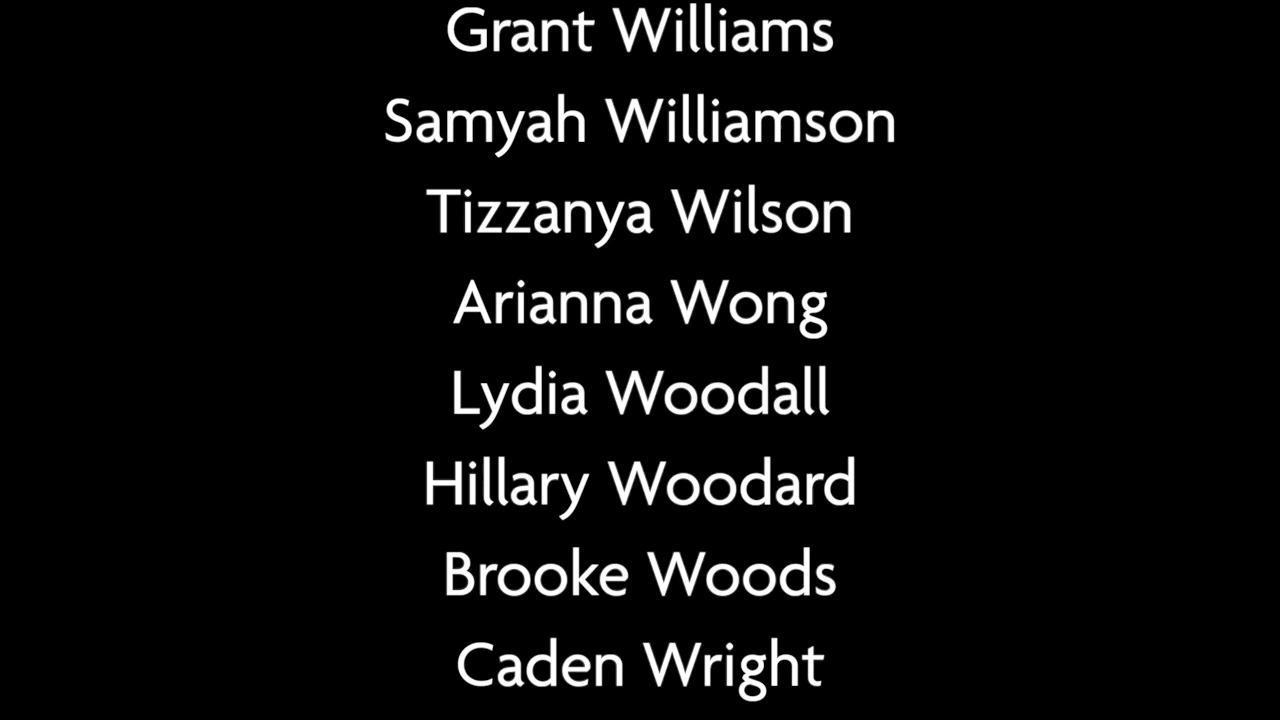 Grant Williams
Samyah Williamson
Tizzanya Wilson
Arianna Wong
Lydia Woodall
Hillary Woodard
Brooke Woods
Caden Wright